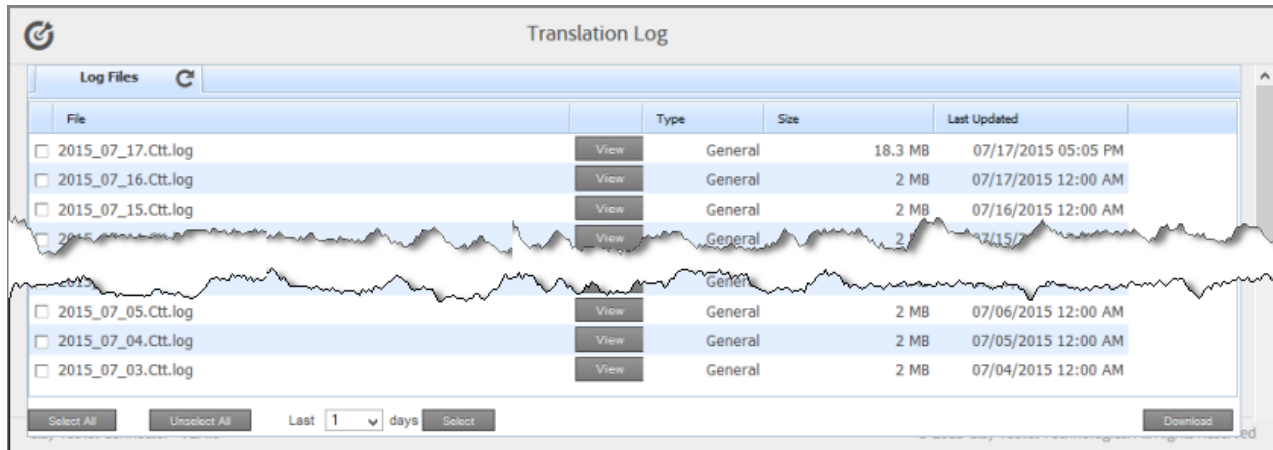 Translation Log
Log Files
File Type Size Last Updated
2015_07_17.Ctt.log View General 18.3 MB 07/17/2015 05:05 PM
2015_07_16.Ctt.log View General 2 MB 07/17/2015 12:00 AM
2015_07_15.Ctt.log View General 2 MB 07/16/2015 12:00 AM
View General 2
General
2015_07_05.Ctt.log View General 2 MB 07/06/2015 12:00 AM
2015_07_04.Ctt.log View General 2 MB 07/05/2015 12:00 AM
2015_07_03.Ctt.log View General 2 MB 07/04/2015 12:00 AM
Select All Unselect All Last 1 days Select Download